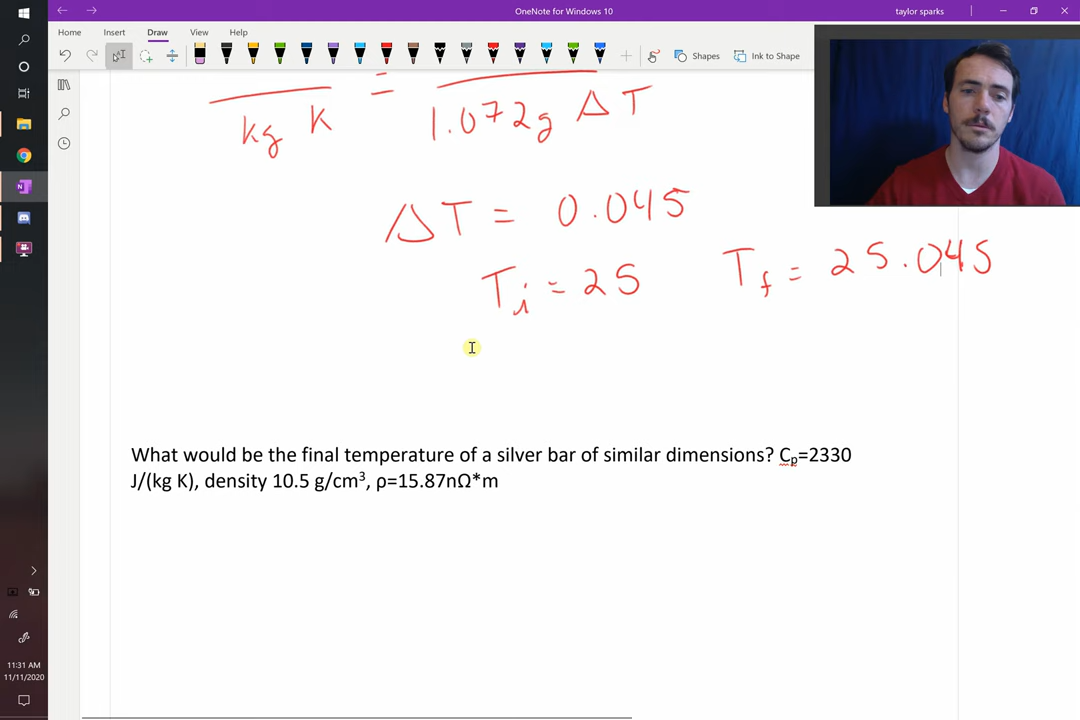 OneNote for Windows 10
taylor sparks
Home Insert Draw View Help
Shapes
Ink to Shape
kg K = 1.072g ΔT
ΔT = 0.045
Ti = 25 Tf = 25.045
What would be the final temperature of a silver bar of similar dimensions? Cp=2330
J/(kg K), density 10.5 g/cm³, ρ=15.87nΩ*m
11:31 AM
11/11/2020